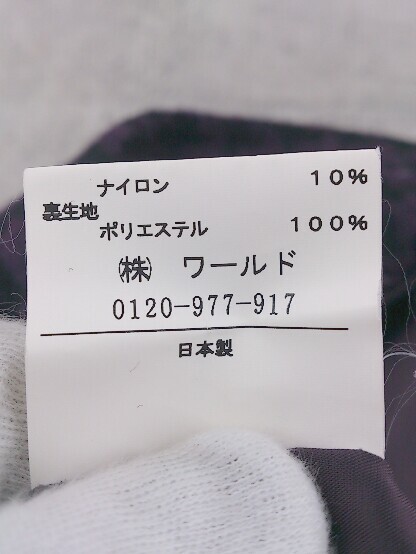 ナイロン 10%
裏生地
ポリエステル 100%
㈱ ワールド
0120-977-917
日本製